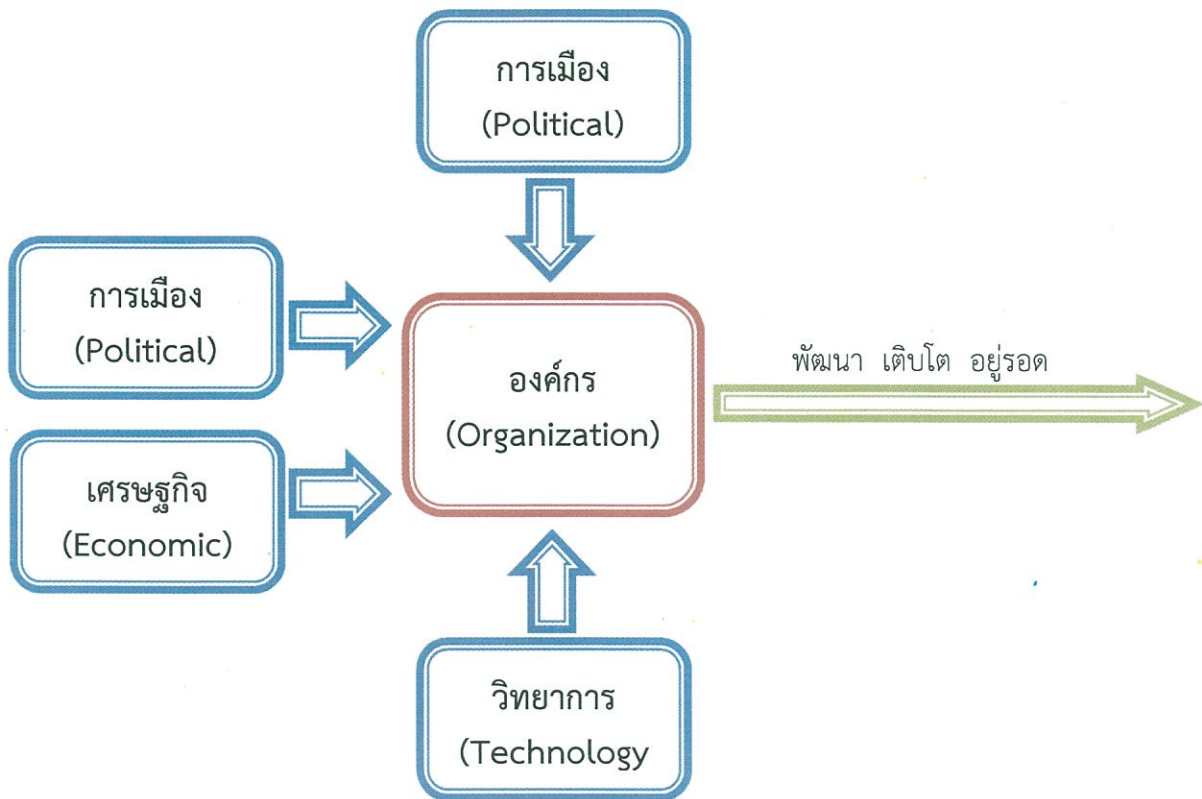 การเมือง
(Political)
การเมือง
(Political)
องค์กร
(Organization)
พัฒนา เติบโต อยู่รอด
เศรษฐกิจ
(Economic)
วิทยาการ
(Technology